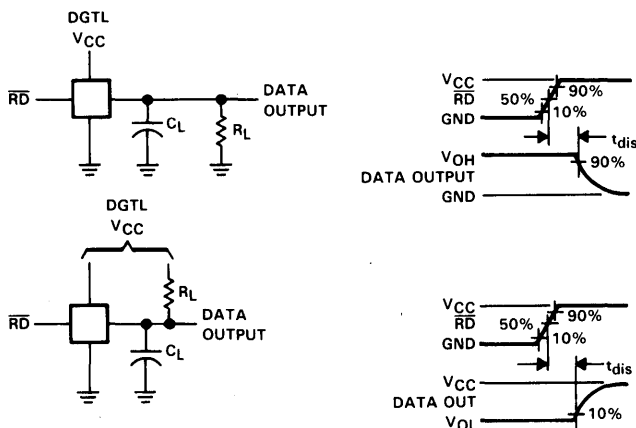 DGTL
VCC
RD
DATA
OUTPUT
CL
RL
VCC
RD
GND
50%
90%
10%
tdis
VOH
DATA OUTPUT
GND
90%
DGTL
VCC
RL
RD
DATA
OUTPUT
CL
VCC
RD
GND
50%
90%
10%
tdis
VCC
DATA OUT
VOL
10%